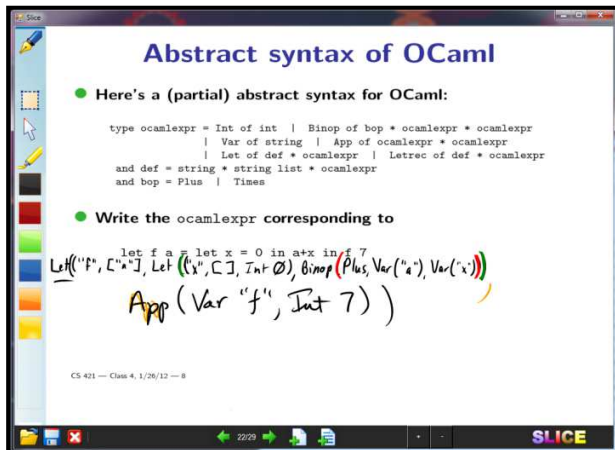 Slice
Abstract syntax of OCaml
Here's a (partial) abstract syntax for OCaml:
type ocamlexpr = Int of int | Binop of bop * ocamlexpr * ocamlexpr
| Var of string | App of ocamlexpr * ocamlexpr
| Let of def * ocamlexpr | Letrec of def * ocamlexpr
and def = string * string list * ocamlexpr
and bop = Plus | Times
Write the ocamlexpr corresponding to
let f a = let x = 0 in a+x in f 7
Let(("f", ["a"], Let (("x", [ ], Int 0), Binop (Plus, Var("a"), Var("x")))),
App (Var "f", Int 7))
CS 421 — Class 4, 1/26/12 — 8
22/29
+ -
SLICE